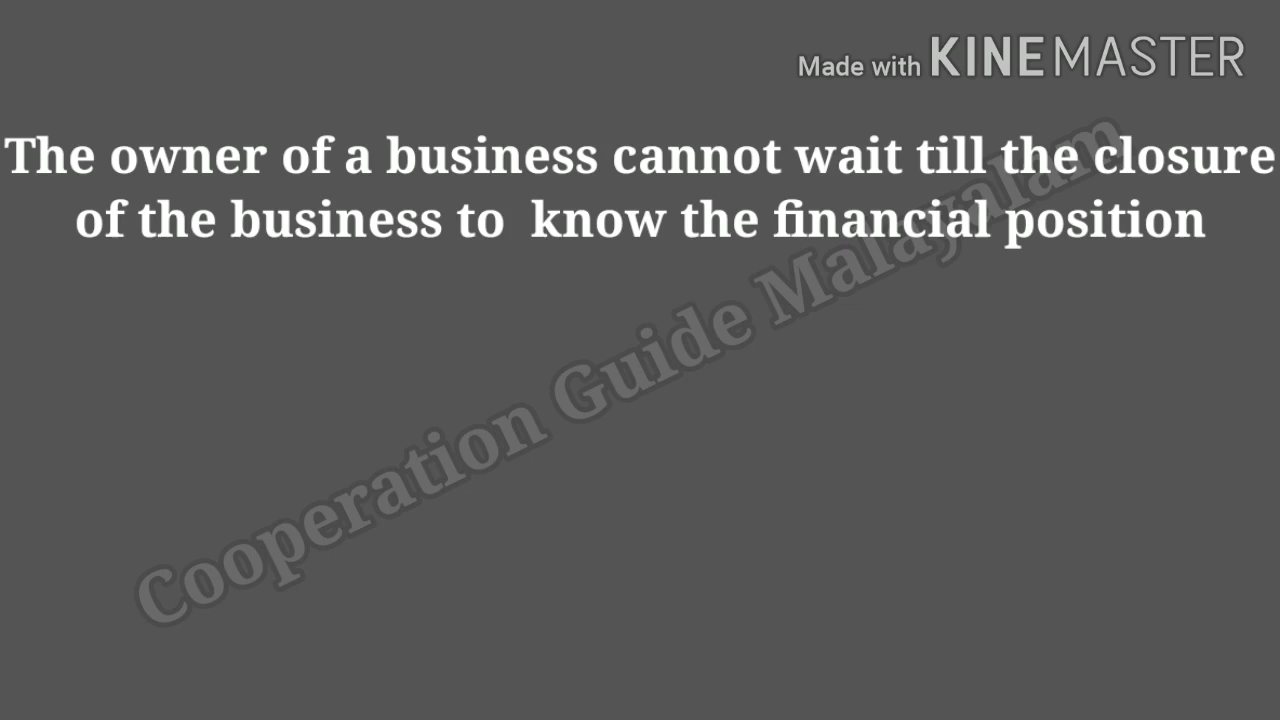 Made with KINEMASTER
The owner of a business cannot wait till the closure
of the business to know the financial position
Cooperation Guide Malayalam